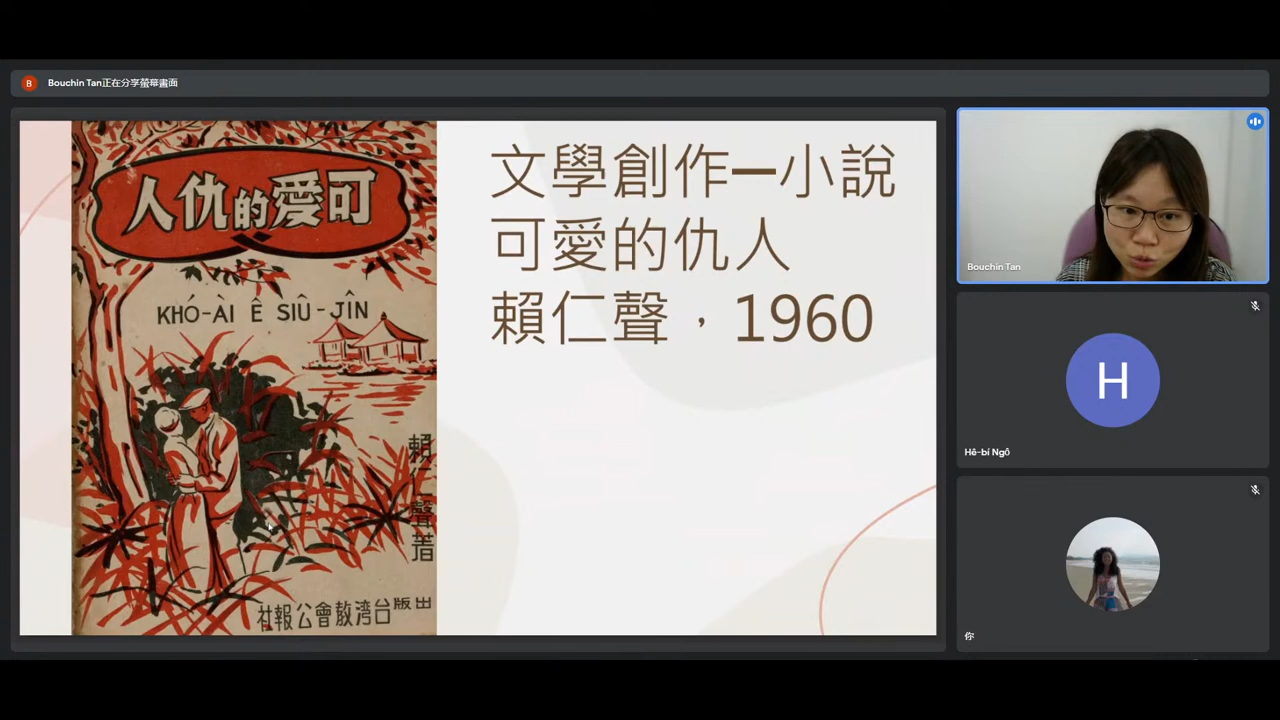 B
Bouchin Tan正在分享螢幕畫面
可愛的仇人
KHÓ-ÀI Ê SIÛ-JÎN
賴仁聲著
出版台湾教會公報社
文學創作—小說
可愛的仇人
賴仁聲，1960
Bouchin Tan
H
Hê-bí Ngô
你